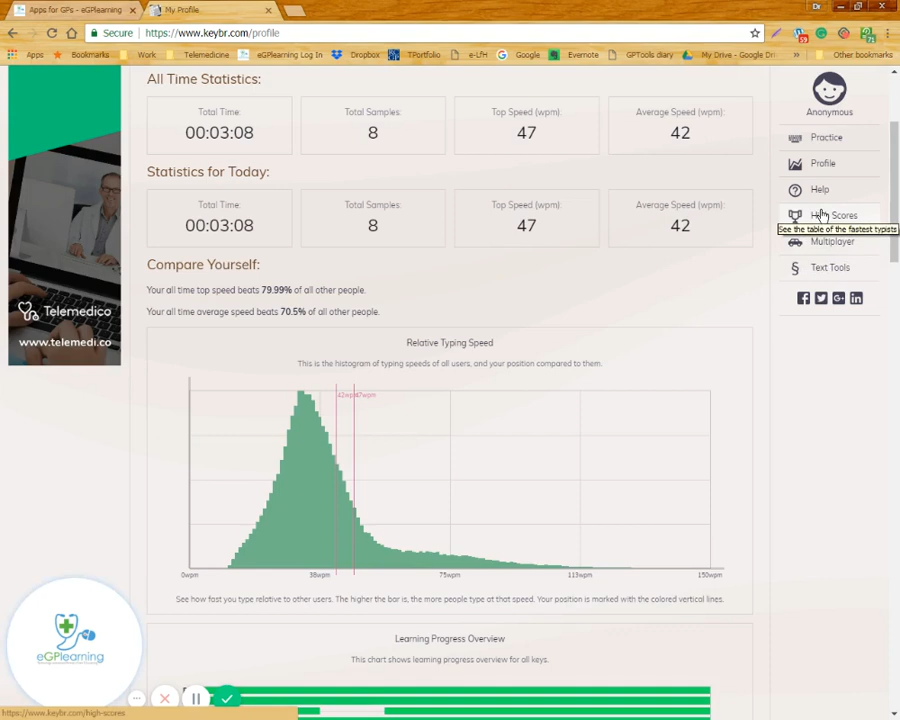 Apps for GPs - eGPlearning
My Profile
Dr
Secure
https://www.keybr.com/profile
59
71
Apps
Bookmarks
Work
Telemedicine
eGPlearning Log In
Dropbox
TPortfolio
e-LfH
Google
Evernote
GPTools diary
My Drive - Google Dri
Other bookmarks
Telemedico
www.telemedi.co
All Time Statistics:
Total Time:
00:03:08
Total Samples:
8
Top Speed (wpm):
47
Average Speed (wpm):
42
Statistics for Today:
Total Time:
00:03:08
Total Samples:
8
Top Speed (wpm):
47
Average Speed (wpm):
42
Compare Yourself:
Your all time top speed beats 79.99% of all other people.
Your all time average speed beats 70.5% of all other people.
Relative Typing Speed
This is the histogram of typing speeds of all users, and your position compared to them.
0wpm
38wpm
75wpm
113wpm
150wpm
See how fast you type relative to other users. The higher the bar is, the more people type at that speed. Your position is marked with the colored vertical lines.
Learning Progress Overview
This chart shows learning progress overview for all keys.
Anonymous
Practice
Profile
Help
Scores
See the table of the fastest typists
Multiplayer
Text Tools
eGPlearning
https://www.keybr.com/high-scores